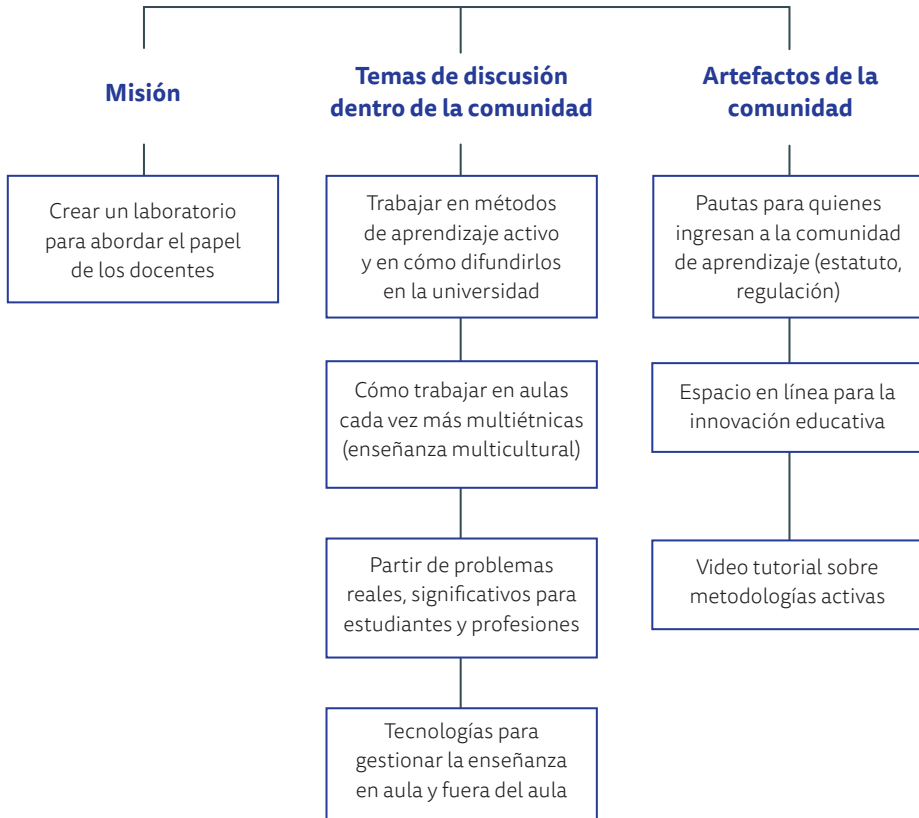 Misión
Crear un laboratorio
para abordar el papel
de los docentes
Temas de discusión
dentro de la comunidad
Trabajar en métodos
de aprendizaje activo
y en cómo difundirlos
en la universidad
Cómo trabajar en aulas
cada vez más multiétnicas
(enseñanza multicultural)
Partir de problemas
reales, significativos para
estudiantes y profesiones
Tecnologías para
gestionar la enseñanza
en aula y fuera del aula
Artefactos de la
comunidad
Pautas para quienes
ingresan a la comunidad
de aprendizaje (estatuto,
regulación)
Espacio en línea para la
innovación educativa
Video tutorial sobre
metodologías activas